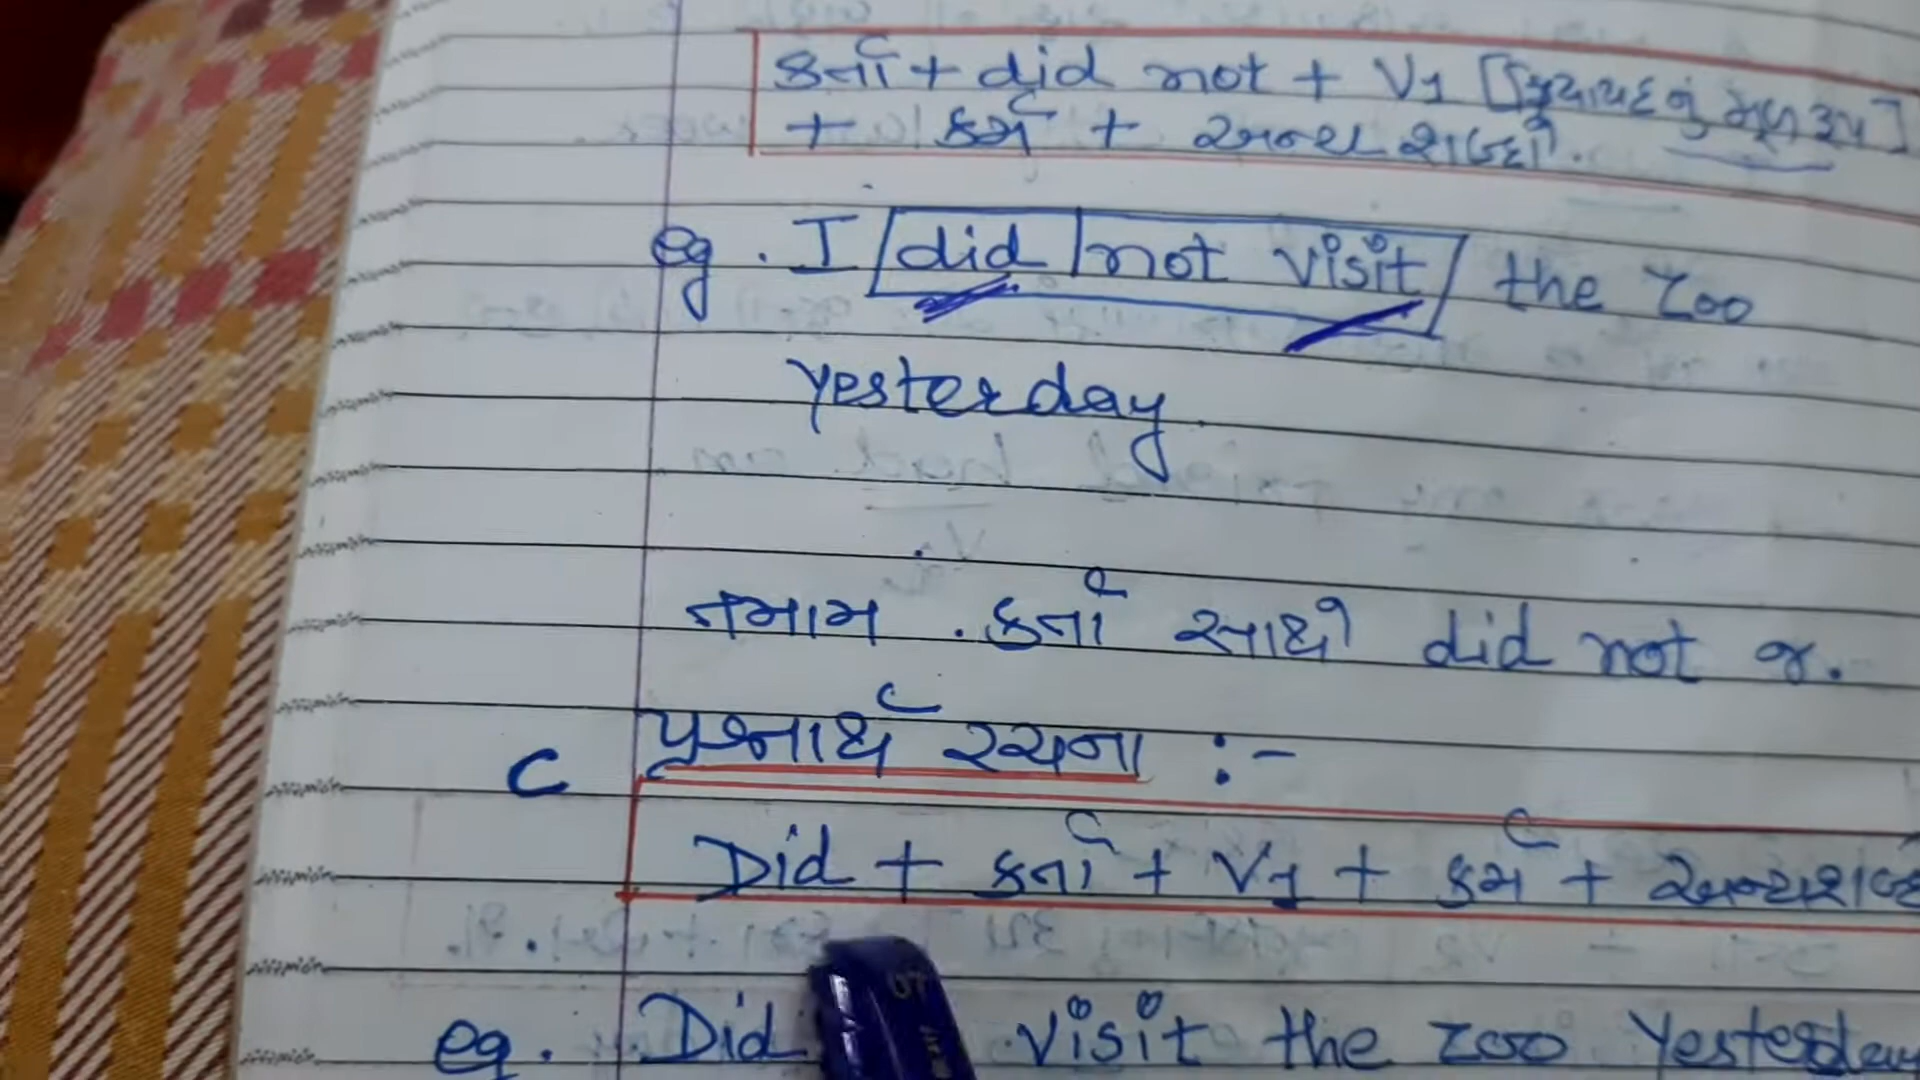 કર્તા + did not + V1 [ક્રિયાપદનું મૂળરૂપ]
+ કર્મ + અન્ય શબ્દો.
eg. I did not visit the zoo
yesterday
તમામ . કર્તા સાથે did not જ.
C પ્રશ્નાર્થ રચના :-
Did + કર્તા + V1 + કર્મ + અન્યશબ્દ
eg. Did visit the zoo yesterday